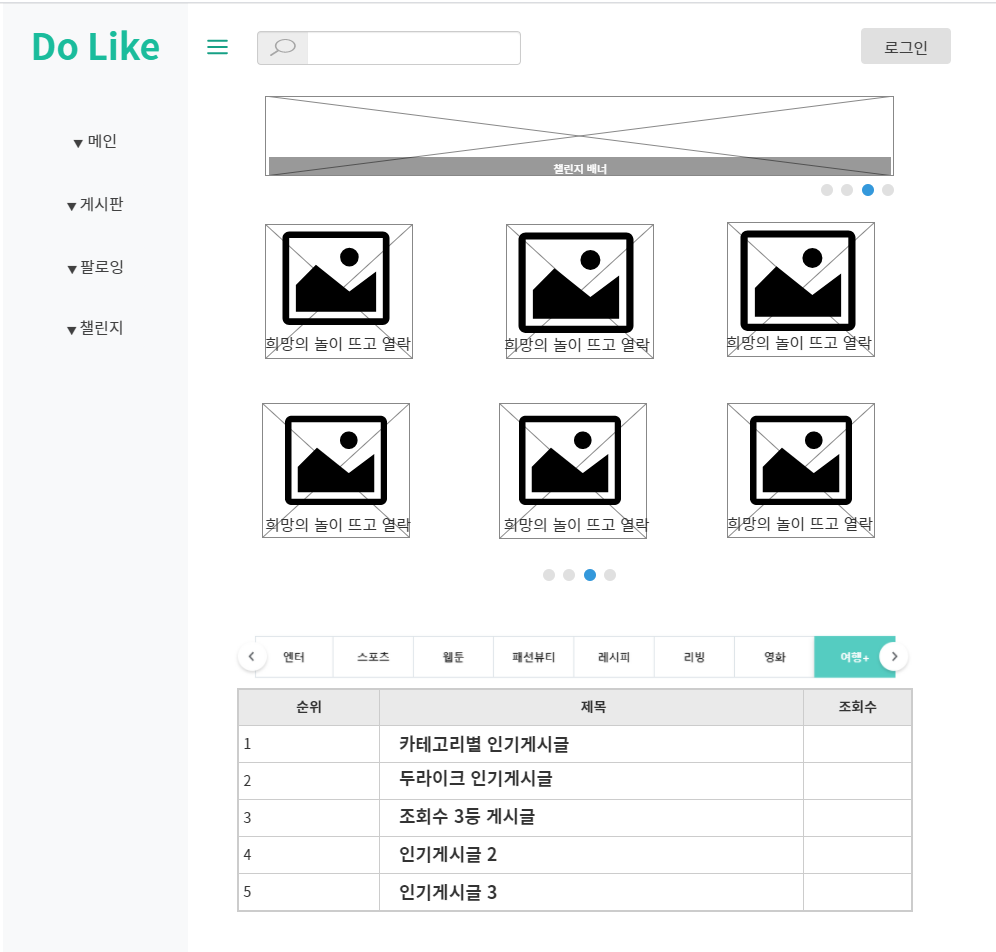 Do Like
로그인
▼ 메인
▼ 게시판
▼ 팔로잉
▼ 챌린지
챌린지 배너
희망의 놀이 뜨고 열락
희망의 놀이 뜨고 열락
희망의 놀이 뜨고 열락
희망의 놀이 뜨고 열락
희망의 놀이 뜨고 열락
희망의 놀이 뜨고 열락
엔터 스포츠 웹툰 패션뷰티 레시피 리빙 영화 여행+
순위 제목 조회수
1 카테고리별 인기게시글
2 두라이크 인기게시글
3 조회수 3등 게시글
4 인기게시글 2
5 인기게시글 3